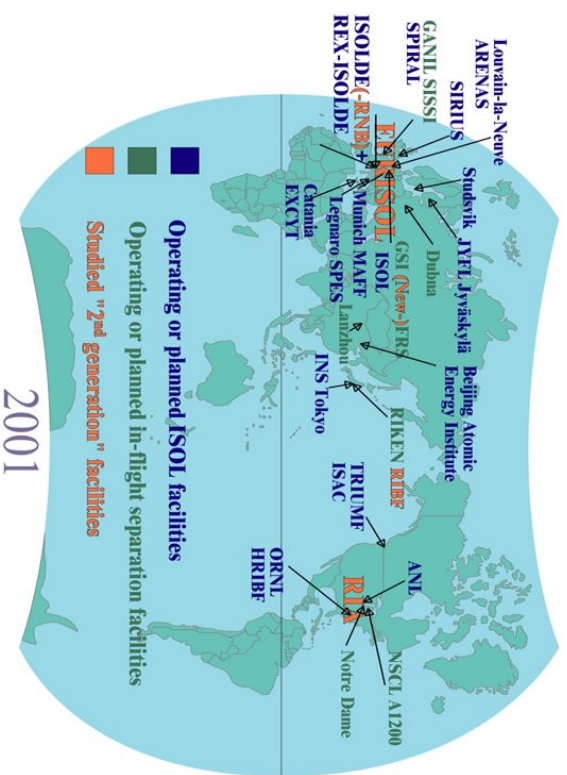 Louvain-la-Neuve
ARENAS
SIRIUS
GANIL SISSI
SPIRAL
ISOLDE(-RNB)+
REX-ISOLDE
EURISOL
Studsvik
JYFL Jyväskylä
Dubna
GSI (New-)FRS
ISOL
Munich MAFF
Legnaro SPES
Catania
EXCYT
Beijing Atomic
Energy Institute
Lanzhou
RIKEN RIBF
INS Tokyo
TRIUMF
ISAC
ANL
RIA
NSCL A1200
Notre Dame
ORNL
HRIBF
Operating or planned ISOL facilities
Operating or planned in-flight separation facilities
Studied "2nd generation" facilities
2001